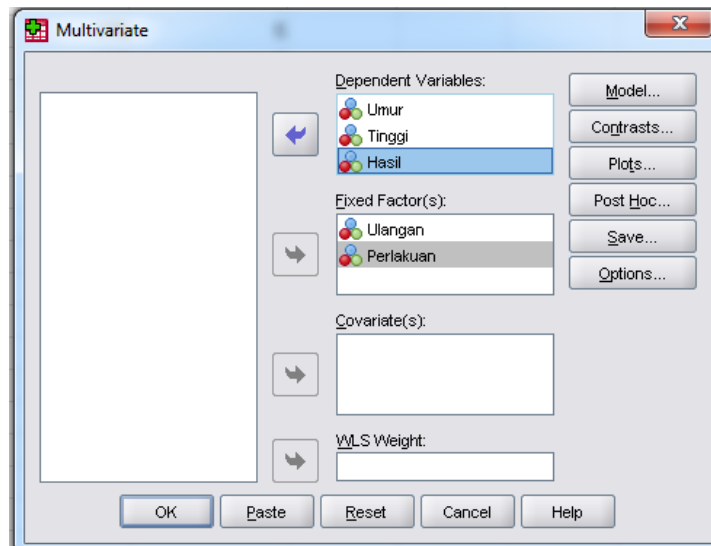 Multivariate
Dependent Variables:
Umur
Tinggi
Hasil
Fixed Factor(s):
Ulangan
Perlakuan
Covariate(s):
WLS Weight:
Model...
Contrasts...
Plots...
Post Hoc...
Save...
Options...
OK
Paste
Reset
Cancel
Help